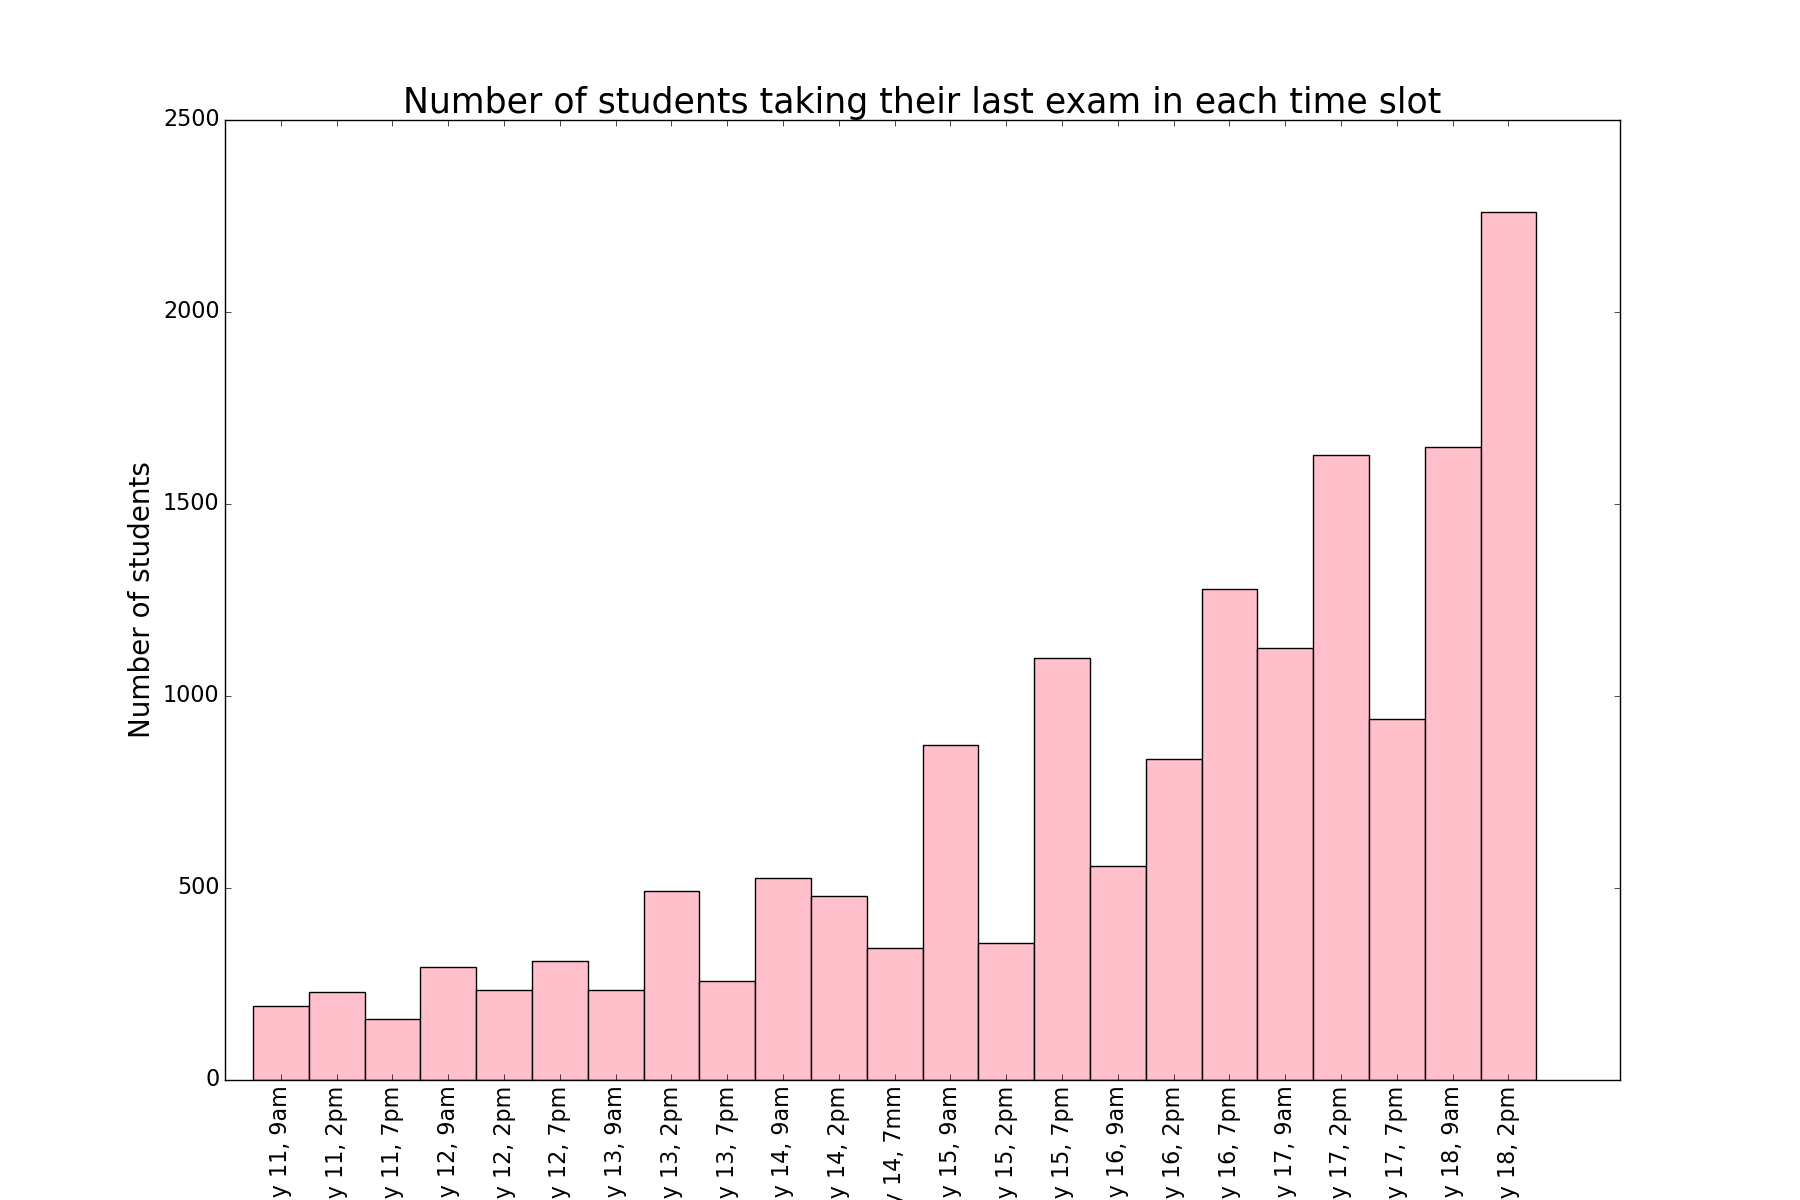 Number of students taking their last exam in each time slot
Number of students
2500
2000
1500
1000
500
0
y 11, 9am
y 11, 2pm
y 11, 7pm
y 12, 9am
y 12, 2pm
y 12, 7pm
y 13, 9am
y 13, 2pm
y 13, 7pm
y 14, 9am
y 14, 2pm
y 14, 7mm
y 15, 9am
y 15, 2pm
y 15, 7pm
y 16, 9am
y 16, 2pm
y 16, 7pm
y 17, 9am
y 17, 2pm
y 17, 7pm
y 18, 9am
y 18, 2pm